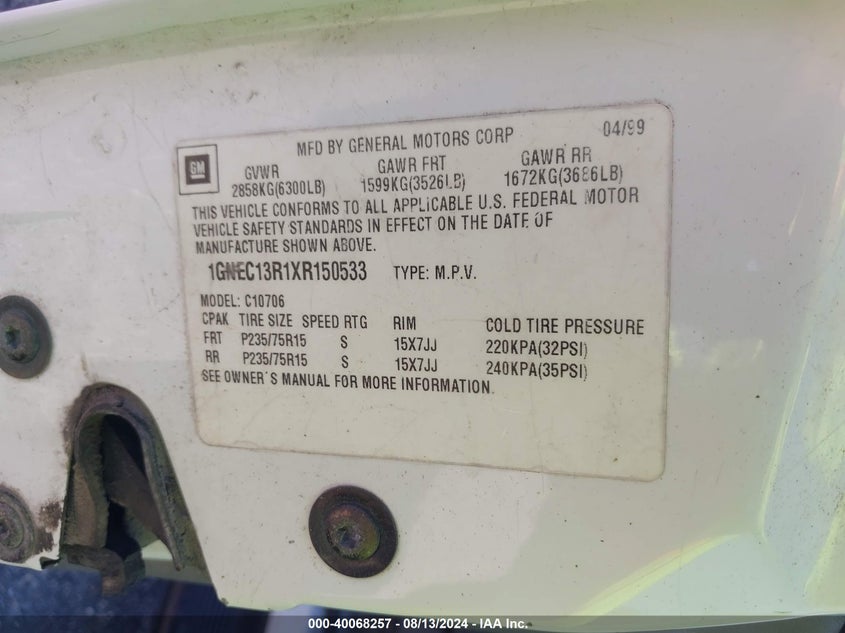 MFD BY GENERAL MOTORS CORP 04/99
GM
GVWR GAWR FRT GAWR RR
2858KG(6300LB) 1599KG(3526LB) 1672KG(3686LB)
THIS VEHICLE CONFORMS TO ALL APPLICABLE U.S. FEDERAL MOTOR
VEHICLE SAFETY STANDARDS IN EFFECT ON THE DATE OF
MANUFACTURE SHOWN ABOVE.
1GNEC13R1XR150533 TYPE: M.P.V.
MODEL: C10706
CPAK TIRE SIZE SPEED RTG RIM COLD TIRE PRESSURE
FRT P235/75R15 S 15X7JJ 220KPA(32PSI)
RR P235/75R15 S 15X7JJ 240KPA(35PSI)
SEE OWNER'S MANUAL FOR MORE INFORMATION.
000-40068257 - 08/13/2024 - IAA Inc.